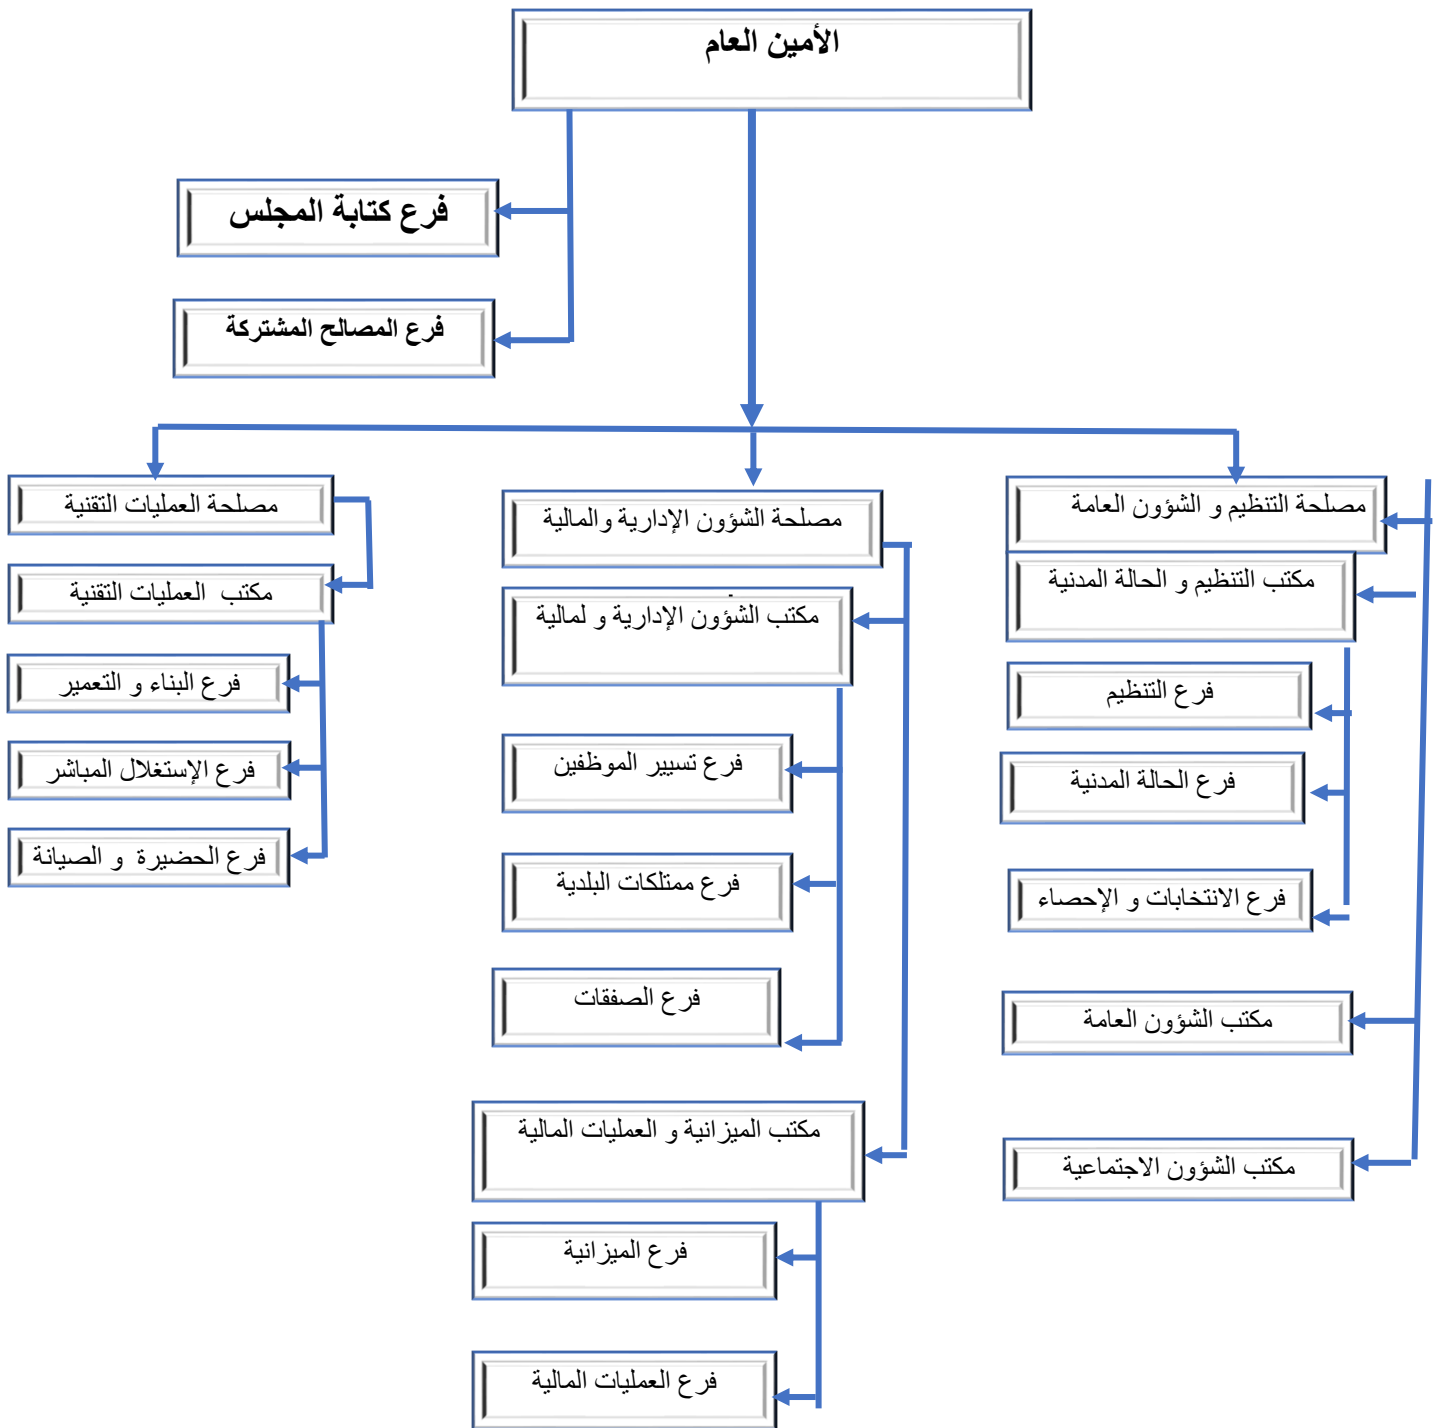 الأمين العام
فرع كتابة المجلس
فرع المصالح المشتركة
مصلحة التنظيم و الشؤون العامة
مكتب التنظيم و الحالة المدنية
فرع التنظيم
فرع الحالة المدنية
فرع الانتخابات و الإحصاء
مكتب الشؤون العامة
مكتب الشؤون الاجتماعية
مصلحة الشؤون الإدارية والمالية
مكتب الشؤون الإدارية و لمالية
فرع تسيير الموظفين
فرع ممتلكات البلدية
فرع الصفقات
مكتب الميزانية و العمليات المالية
فرع الميزانية
فرع العمليات المالية
مصلحة العمليات التقنية
مكتب العمليات التقنية
فرع البناء و التعمير
فرع الإستغلال المباشر
فرع الحضيرة و الصيانة